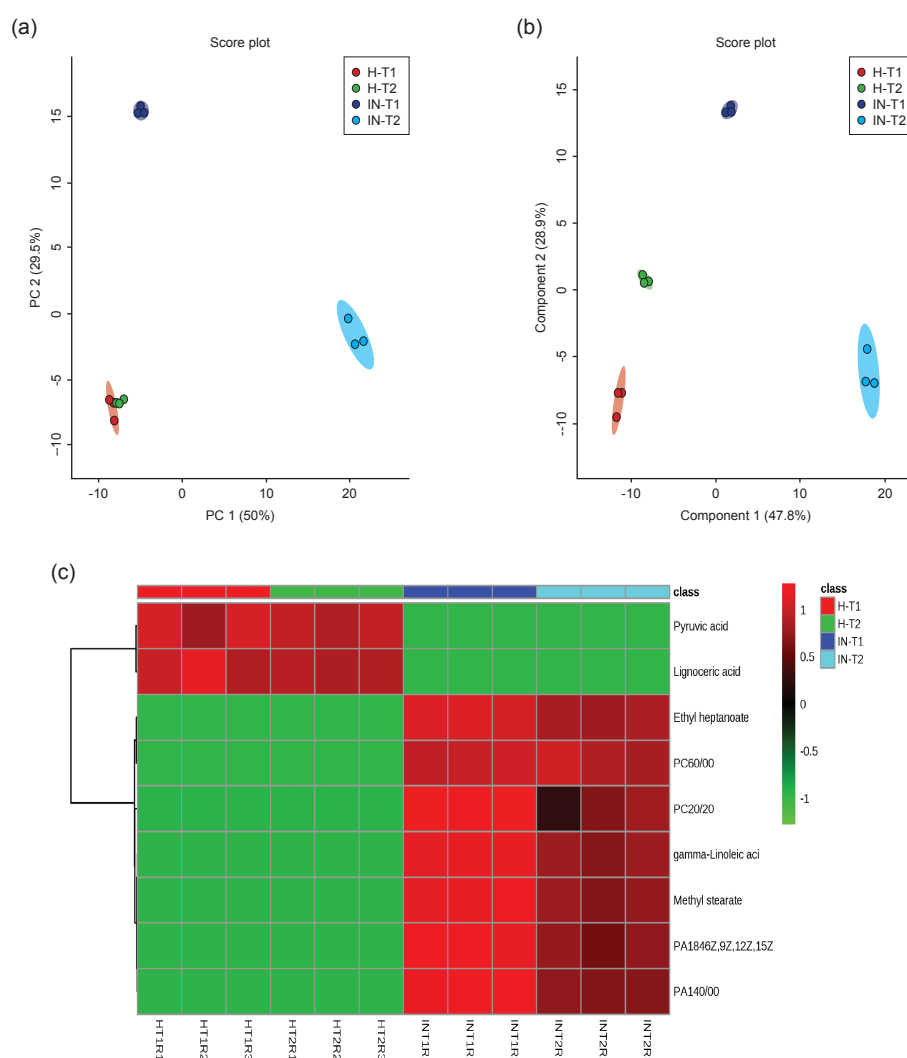 (a)
Score plot
H-T1
H-T2
IN-T1
IN-T2
15
10
5
0
-5
-10
PC 2 (29.5%)
-10
0
10
20
PC 1 (50%)
(b)
Score plot
H-T1
H-T2
IN-T1
IN-T2
15
10
5
0
-5
--10
Component 2 (28.9%)
-10
0
10
20
Component 1 (47.8%)
(c)
class
Pyruvic acid
Lignoceric acid
Ethyl heptanoate
PC60/00
PC20/20
gamma-Linoleic aci
Methyl stearate
PA1846Z,9Z,12Z,15Z
PA140/00
1
0.5
0
-0.5
-1
class
H-T1
H-T2
IN-T1
IN-T2
HT1R1
HT1R2
HT1R3
HT2R1
HT2R2
HT2R3
INT1R
INT1R
INT1R
INT2R
INT2R
INT2R